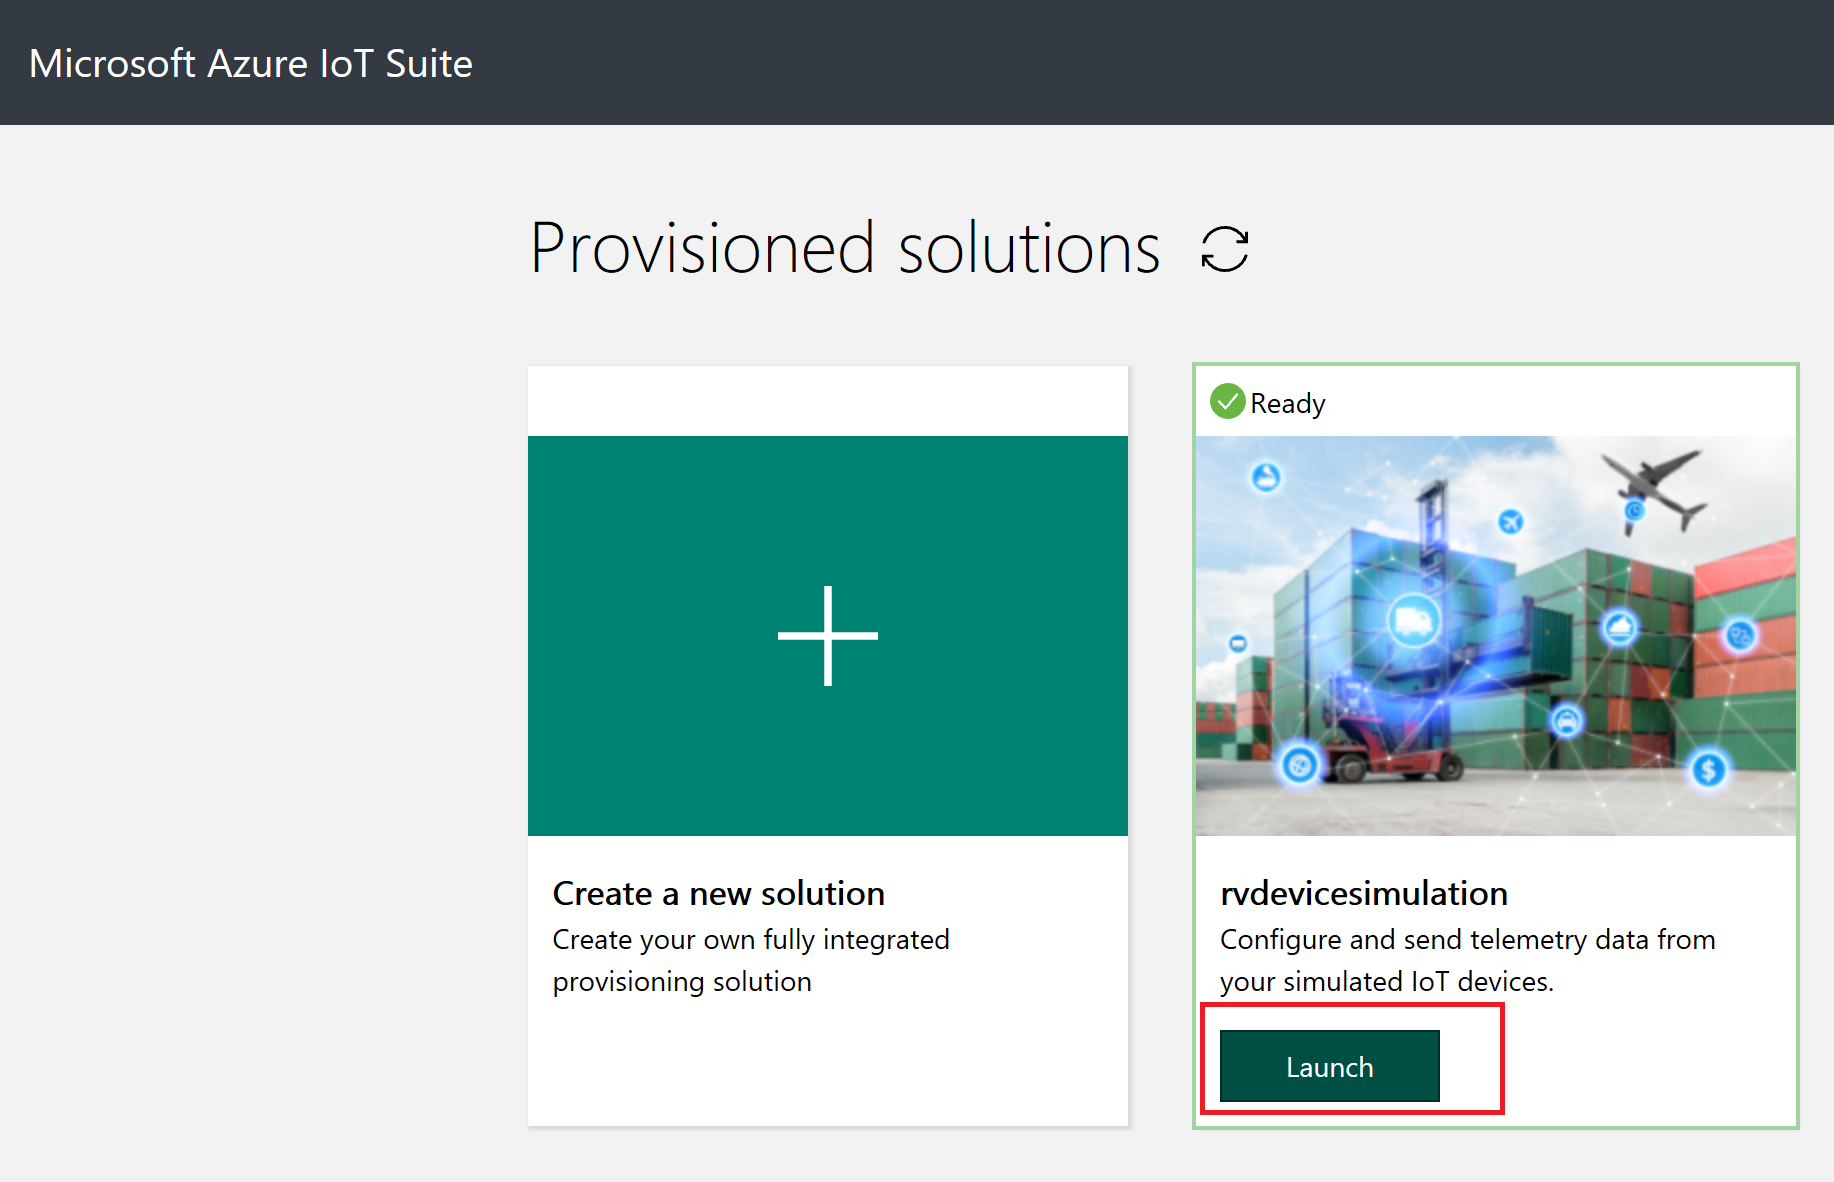 Microsoft Azure IoT Suite
Provisioned solutions
Create a new solution
Create your own fully integrated
provisioning solution
Ready
rvdevicesimulation
Configure and send telemetry data from
your simulated IoT devices.
Launch